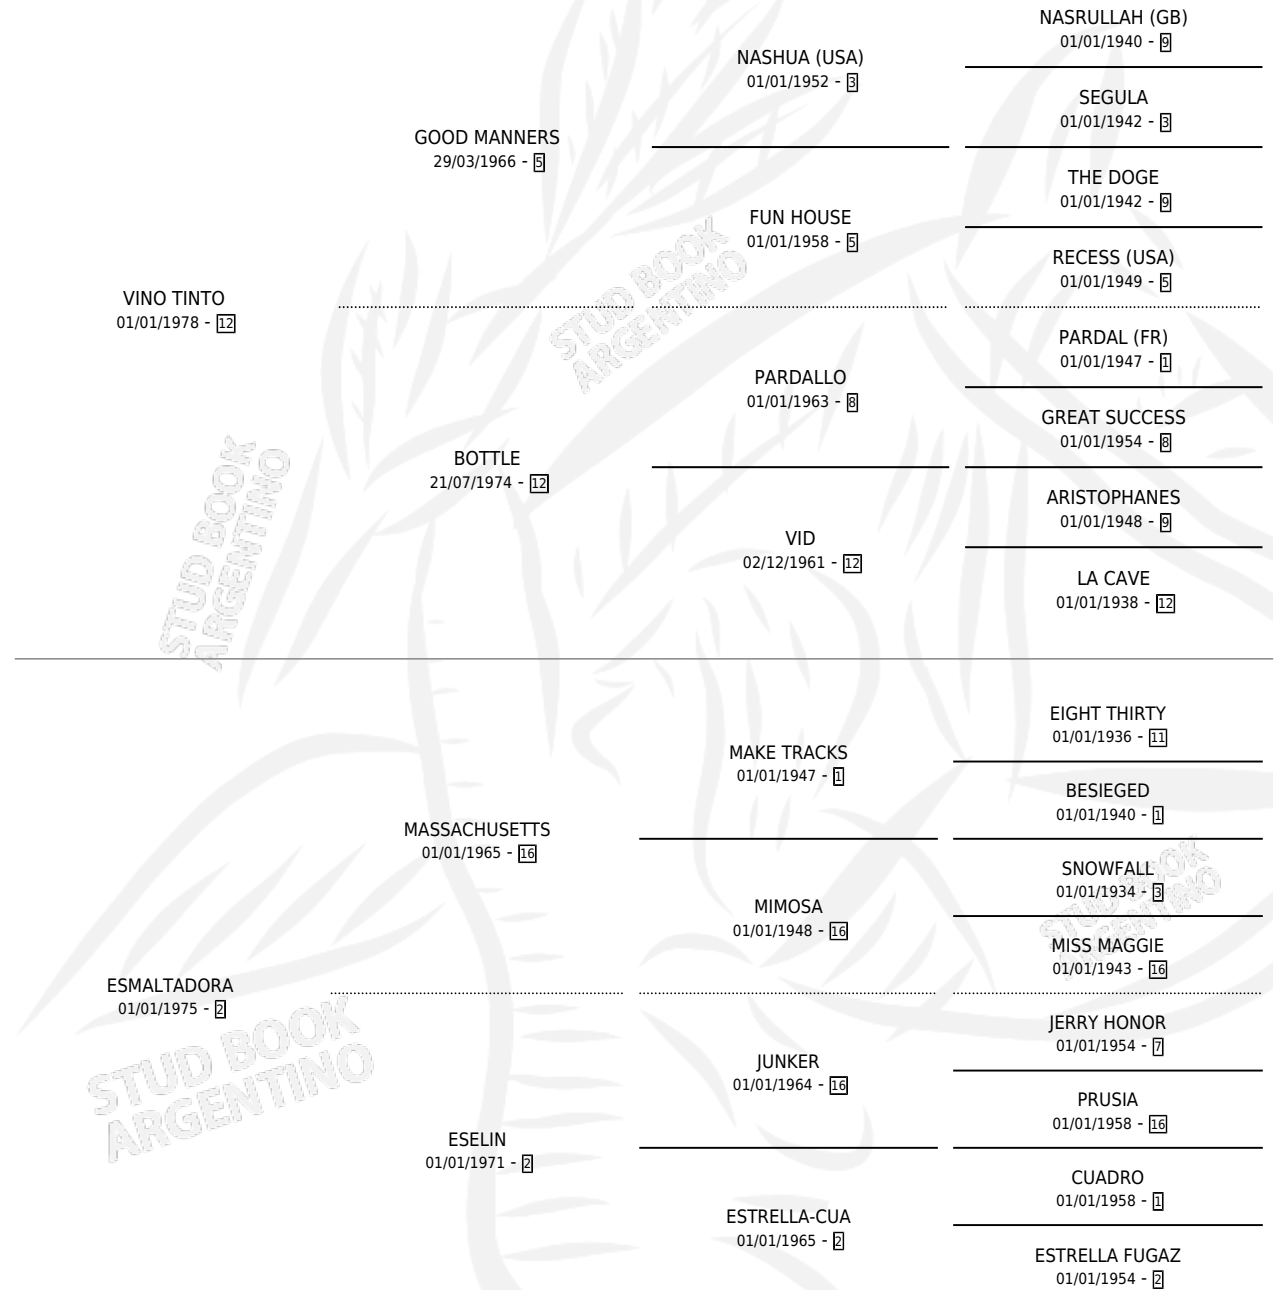 NASRULLAH (GB)
01/01/1940 - 9
NASHUA (USA)
01/01/1952 - 3
SEGULA
01/01/1942 - 3
GOOD MANNERS
29/03/1966 - 5
THE DOGE
01/01/1942 - 9
FUN HOUSE
01/01/1958 - 5
RECESS (USA)
01/01/1949 - 5
VINO TINTO
01/01/1978 - 12
PARDAL (FR)
01/01/1947 - 1
PARDALLO
01/01/1963 - 8
GREAT SUCCESS
01/01/1954 - 8
BOTTLE
21/07/1974 - 12
ARISTOPHANES
01/01/1948 - 9
VID
02/12/1961 - 12
LA CAVE
01/01/1938 - 12
EIGHT THIRTY
01/01/1936 - 11
MAKE TRACKS
01/01/1947 - 1
BESIEGED
01/01/1940 - 1
MASSACHUSETTS
01/01/1965 - 16
SNOWFALL
01/01/1934 - 3
MIMOSA
01/01/1948 - 16
MISS MAGGIE
01/01/1943 - 16
ESMALTADORA
01/01/1975 - 2
JERRY HONOR
01/01/1954 - 7
JUNKER
01/01/1964 - 16
PRUSIA
01/01/1958 - 16
ESELIN
01/01/1971 - 2
CUADRO
01/01/1958 - 1
ESTRELLA-CUA
01/01/1965 - 2
ESTRELLA FUGAZ
01/01/1954 - 2
STUD BOOK
ARGENTINO
STUD BOOK
ARGENTINO
STUD BOOK
ARGENTINO
STUD BOOK
ARGENTINO